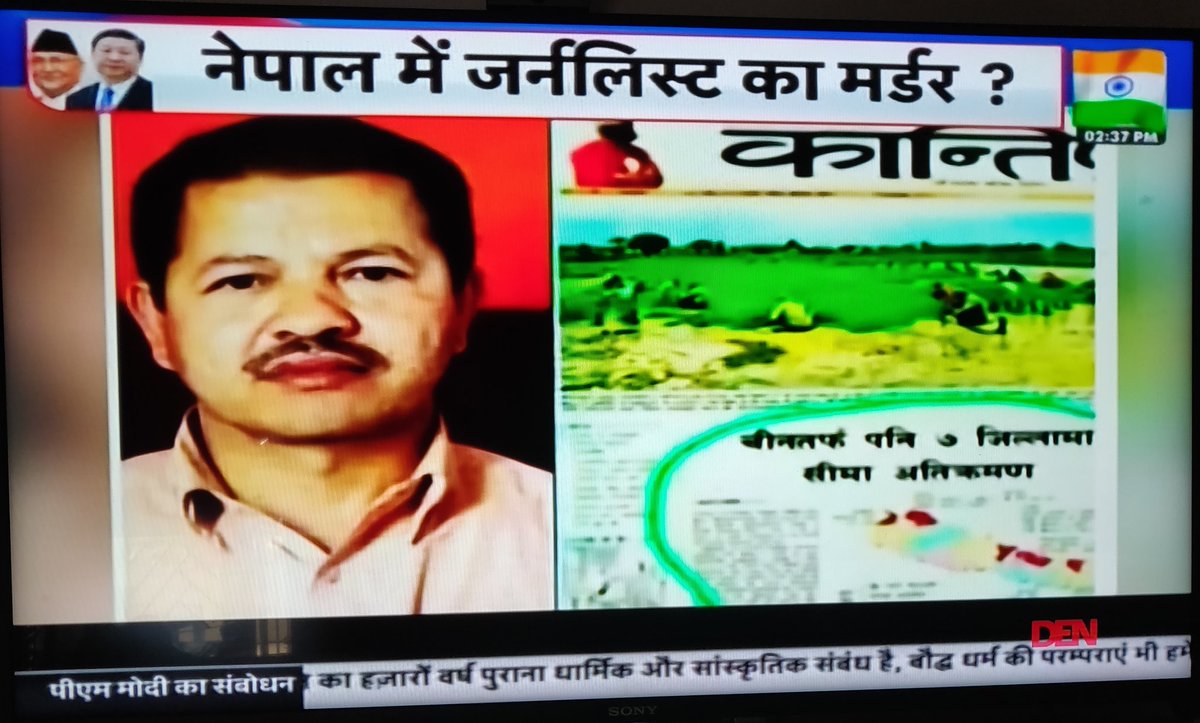 नेपाल में जर्नलिस्ट का मर्डर ?
02:37 PM
कान्तिप
चीनतर्फ पनि ७ जिल्लामा
सीमा अतिक्रमण
DEN
पीएम मोदी का संबोधन
का हज़ारों वर्ष पुराना धार्मिक और सांस्कृतिक संबंध है, बौद्ध धर्म की परम्पराएं भी हमे
SONY